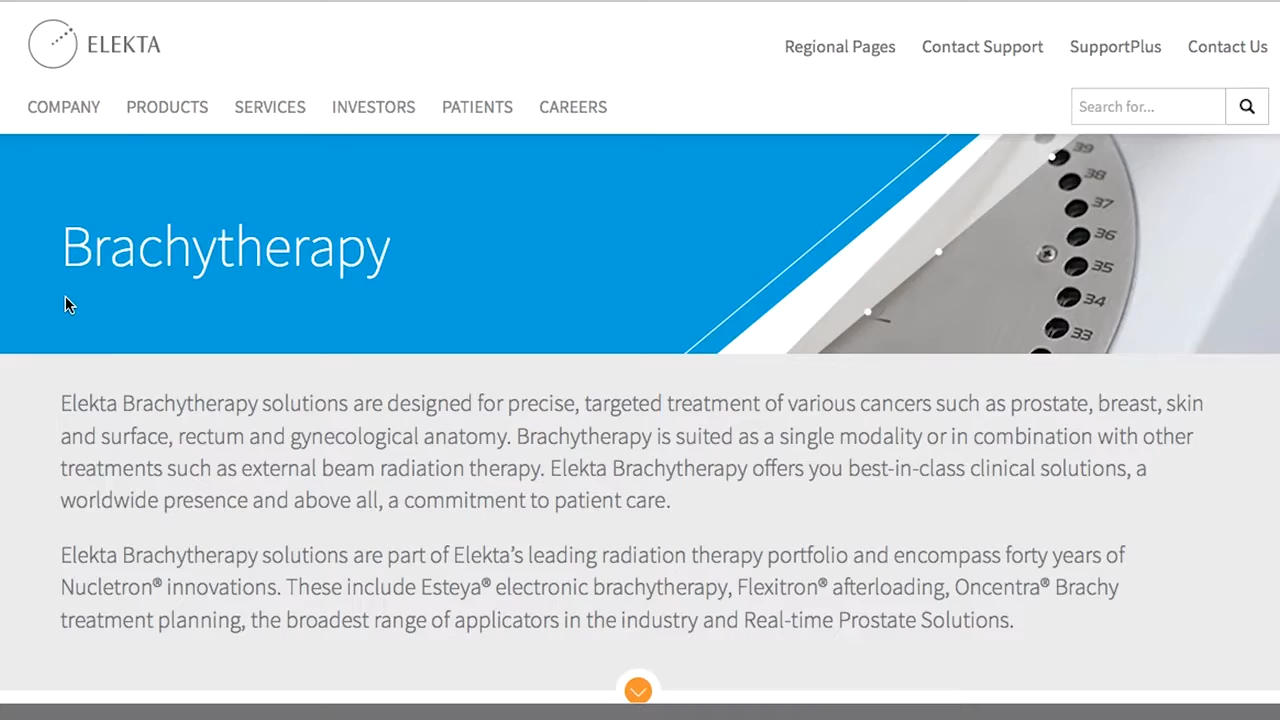 ELEKTA
Regional Pages Contact Support SupportPlus Contact Us
COMPANY PRODUCTS SERVICES INVESTORS PATIENTS CAREERS
Search for...
Brachytherapy
39
38
37
36
35
34
33
Elekta Brachytherapy solutions are designed for precise, targeted treatment of various cancers such as prostate, breast, skin
and surface, rectum and gynecological anatomy. Brachytherapy is suited as a single modality or in combination with other
treatments such as external beam radiation therapy. Elekta Brachytherapy offers you best-in-class clinical solutions, a
worldwide presence and above all, a commitment to patient care.
Elekta Brachytherapy solutions are part of Elekta’s leading radiation therapy portfolio and encompass forty years of
Nucletron® innovations. These include Esteya® electronic brachytherapy, Flexitron® afterloading, Oncentra® Brachy
treatment planning, the broadest range of applicators in the industry and Real-time Prostate Solutions.